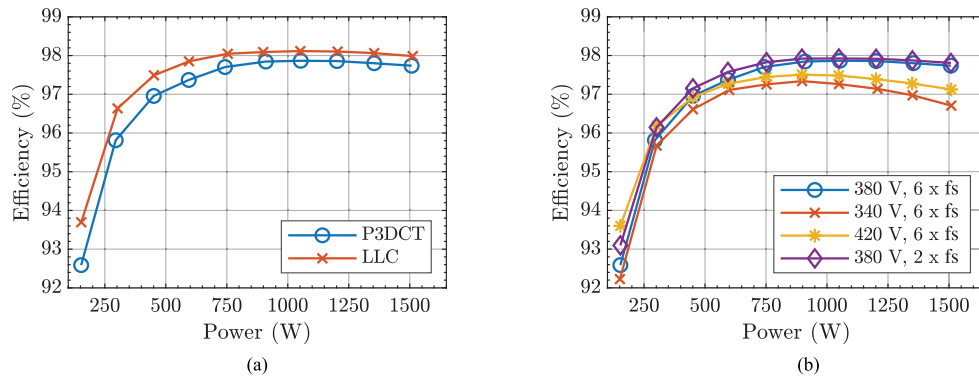 99
98
97
96
95
94
93
92
Efficiency (%)
250 500 750 1000 1250 1500
Power (W)
P3DCT
LLC
(a)
99
98
97
96
95
94
93
92
Efficiency (%)
250 500 750 1000 1250 1500
Power (W)
380 V, 6 x fs
340 V, 6 x fs
420 V, 6 x fs
380 V, 2 x fs
(b)